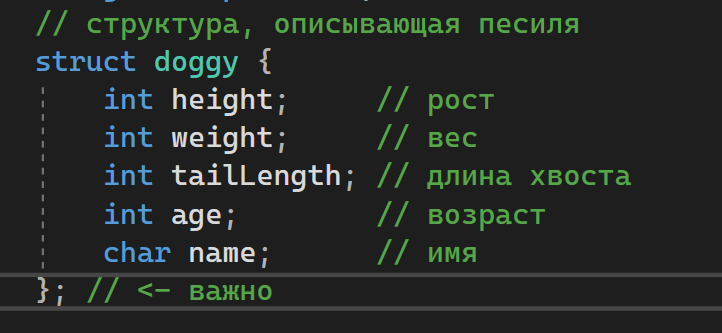 // структура, описывающая песиля
struct doggy {
    int height;     // рост
    int weight;     // вес
    int tailLength; // длина хвоста
    int age;        // возраст
    char name;      // имя
}; // <- важно